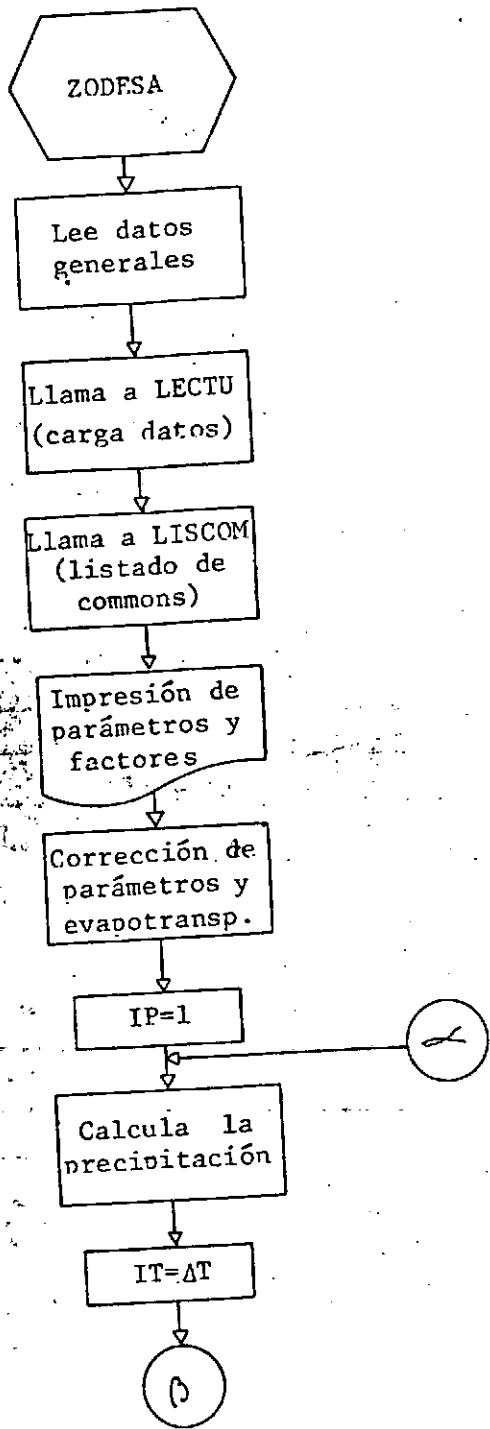 ZODESA
Lee datos
generales
Llama a LECTU
(carga datos)
Llama a LISCOM
(listado de
commons)
Impresión de
parámetros y
factores
Corrección de
parámetros y
evapotransp.
IP=1
α
Calcula la
precipitación
IT=ΔT
β